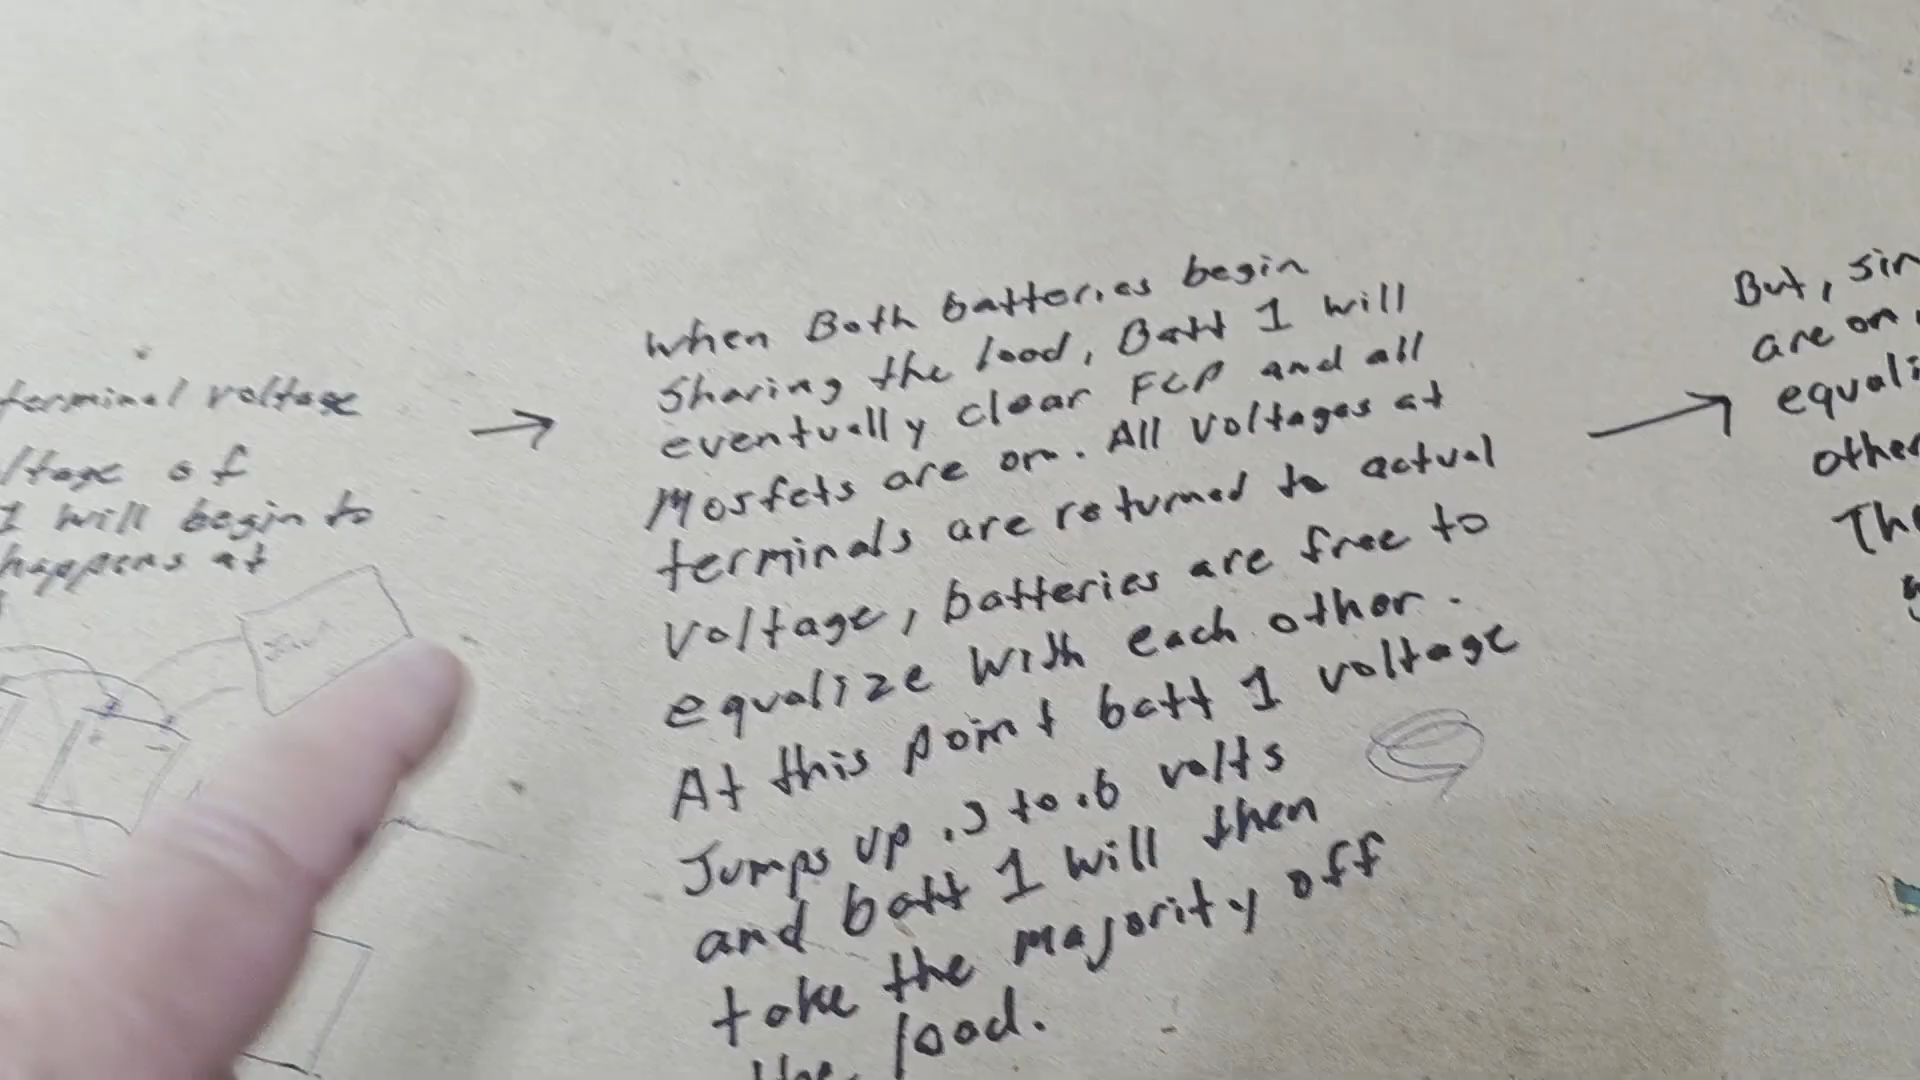 terminal voltage
ltage of
1 will begin to
happens at
When Both batteries begin
Sharing the load, Batt 1 will
eventually clear FCP and all
Mosfets are on. All Voltages at
terminals are returned to actual
Voltage, batteries are free to
equalize with each other.
At this point batt 1 voltage
Jumps up .3 to .6 volts
and batt 1 will then
take the majority off
the load.
But, sin
are on,
equali
other
Th